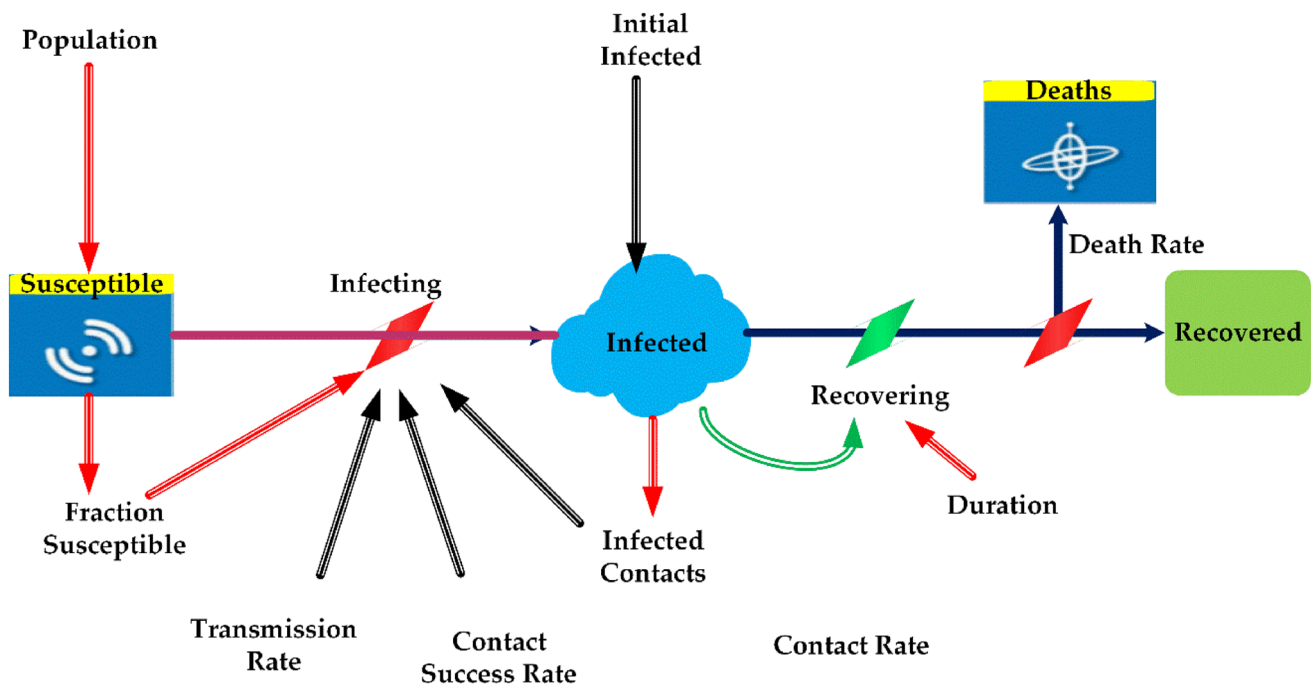 Population
Initial
Infected
Deaths
Death Rate
Susceptible
Infecting
Infected
Recovered
Recovering
Duration
Fraction
Susceptible
Infected
Contacts
Transmission
Rate
Contact
Success Rate
Contact Rate